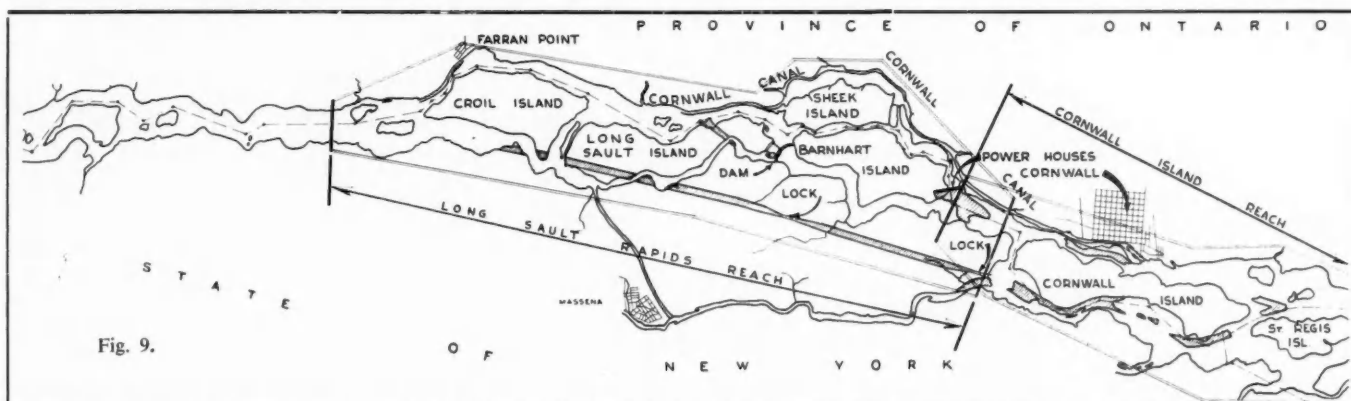 PROVINCE OF ONTARIO
FARRAN POINT
CROIL ISLAND
CORNWALL CANAL
CORNWALL
SHEEK
ISLAND
LONG
SAULT ISLAND
BARNHART
ISLAND
DAM
LOCK
POWER HOUSES
CORNWALL
CANAL
CORNWALL ISLAND REACH
LOCK
LONG SAULT RAPIDS REACH
MASSENA
CORNWALL
ISLAND
ST. REGIS
ISL
STATE OF NEW YORK
Fig. 9.